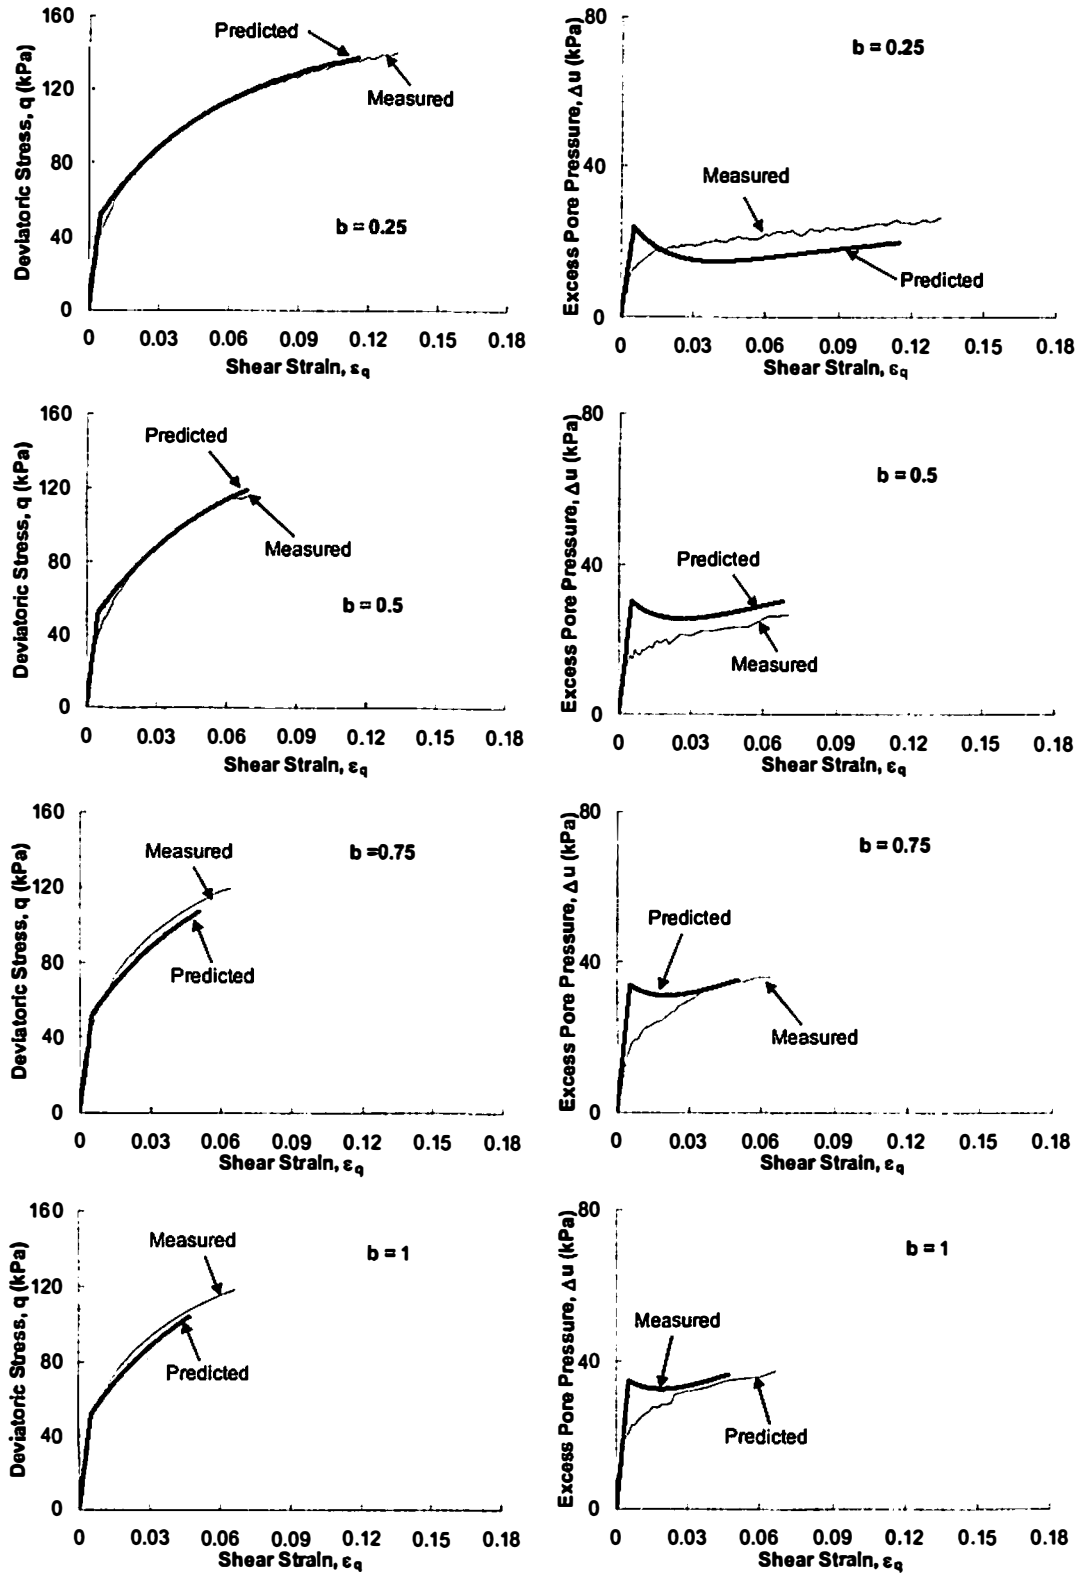 160
120
80
40
0
Deviatoric Stress, q (kPa)
Predicted
Measured
b = 0.25
0 0.03 0.06 0.09 0.12 0.15 0.18
Shear Strain, εq
80
40
0
Excess Pore Pressure, Δu (kPa)
b = 0.25
Measured
Predicted
0 0.03 0.06 0.09 0.12 0.15 0.18
Shear Strain, εq
160
120
80
40
0
Deviatoric Stress, q (kPa)
Predicted
Measured
b = 0.5
0 0.03 0.06 0.09 0.12 0.15 0.18
Shear Strain, εq
80
40
0
Excess Pore Pressure, Δu (kPa)
b = 0.5
Predicted
Measured
0 0.03 0.06 0.09 0.12 0.15 0.18
Shear Strain, εq
160
120
80
40
0
Deviatoric Stress, q (kPa)
Measured
b =0.75
Predicted
0 0.03 0.06 0.09 0.12 0.15 0.18
Shear Strain, εq
80
40
0
Excess Pore Pressure, Δu (kPa)
b = 0.75
Predicted
Measured
0 0.03 0.06 0.09 0.12 0.15 0.18
Shear Strain, εq
160
120
80
40
0
Deviatoric Stress, q (kPa)
Measured
b = 1
Predicted
0 0.03 0.06 0.09 0.12 0.15 0.18
Shear Strain, εq
80
40
0
Excess Pore Pressure, Δu (kPa)
b = 1
Measured
Predicted
0 0.03 0.06 0.09 0.12 0.15 0.18
Shear Strain, εq